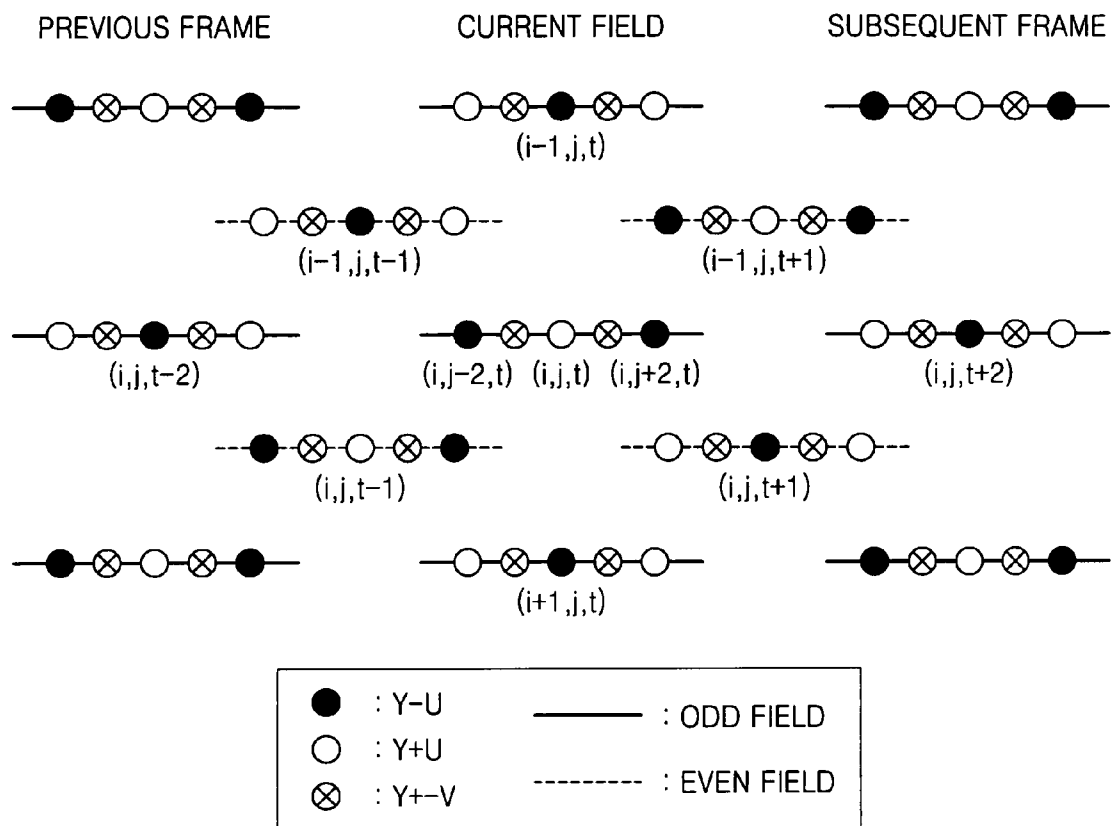 PREVIOUS FRAME CURRENT FIELD SUBSEQUENT FRAME
(i-1,j,t)
(i-1,j,t-1) (i-1,j,t+1)
(i,j,t-2) (i,j-2,t) (i,j,t) (i,j+2,t) (i,j,t+2)
(i,j,t-1) (i,j,t+1)
(i+1,j,t)
: Y-U : ODD FIELD
: Y+U
: Y+-V : EVEN FIELD